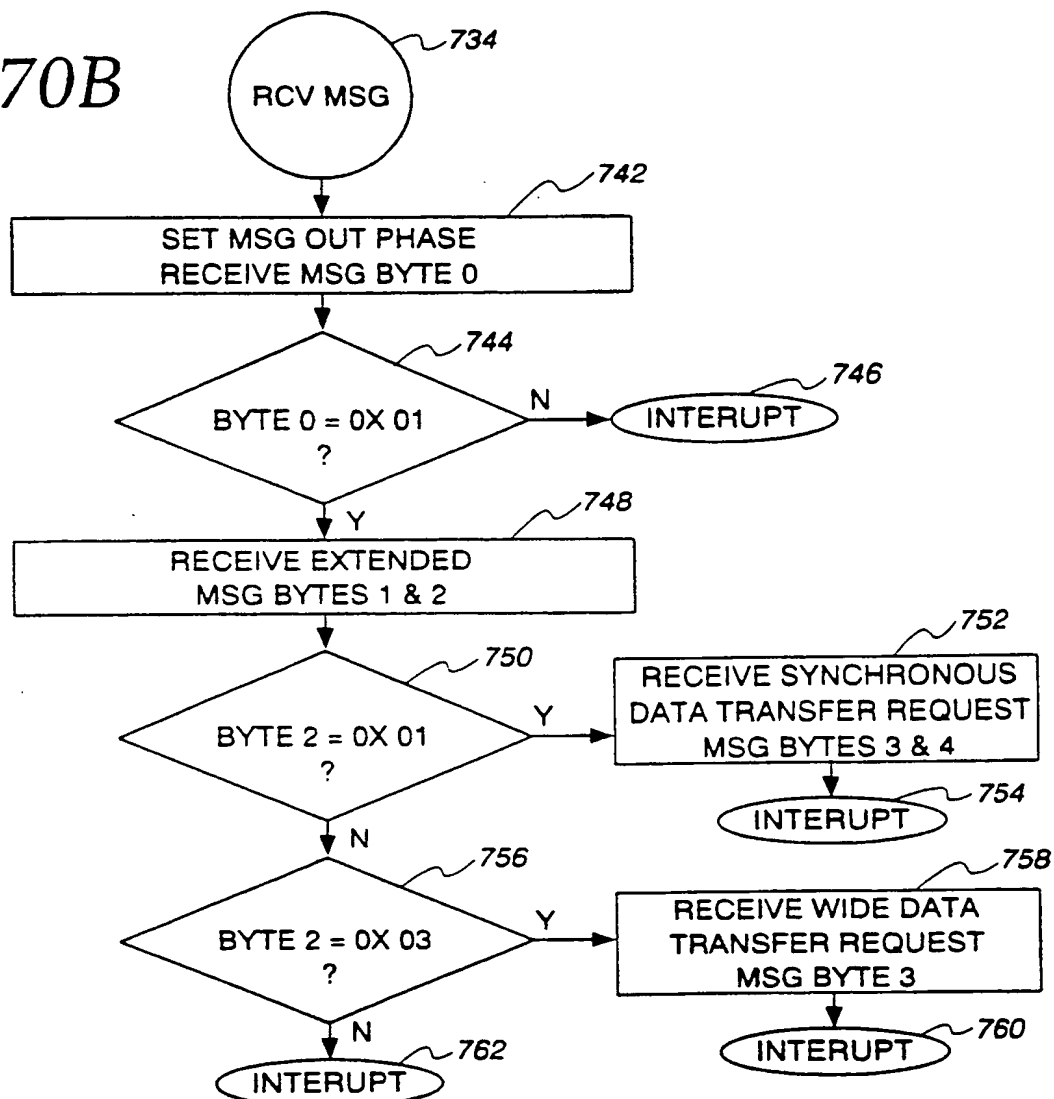 70B
734
RCV MSG
742
SET MSG OUT PHASE
RECEIVE MSG BYTE 0
744
BYTE 0 = 0X 01
?
N
746
INTERUPT
Y
748
RECEIVE EXTENDED
MSG BYTES 1 & 2
750
BYTE 2 = 0X 01
?
Y
752
RECEIVE SYNCHRONOUS
DATA TRANSFER REQUEST
MSG BYTES 3 & 4
754
INTERUPT
N
756
BYTE 2 = 0X 03
?
Y
758
RECEIVE WIDE DATA
TRANSFER REQUEST
MSG BYTE 3
760
INTERUPT
N
762
INTERUPT